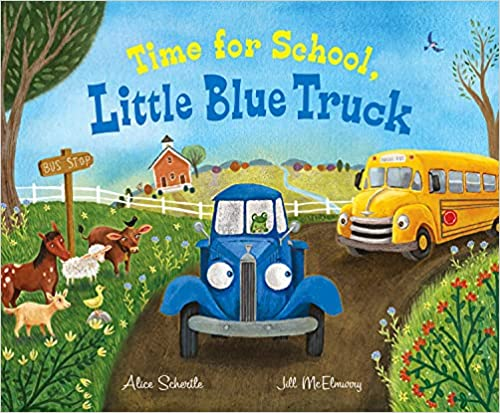 Time for School,
Little Blue Truck
BUS STOP
Alice Schertle
Jill McElmurry